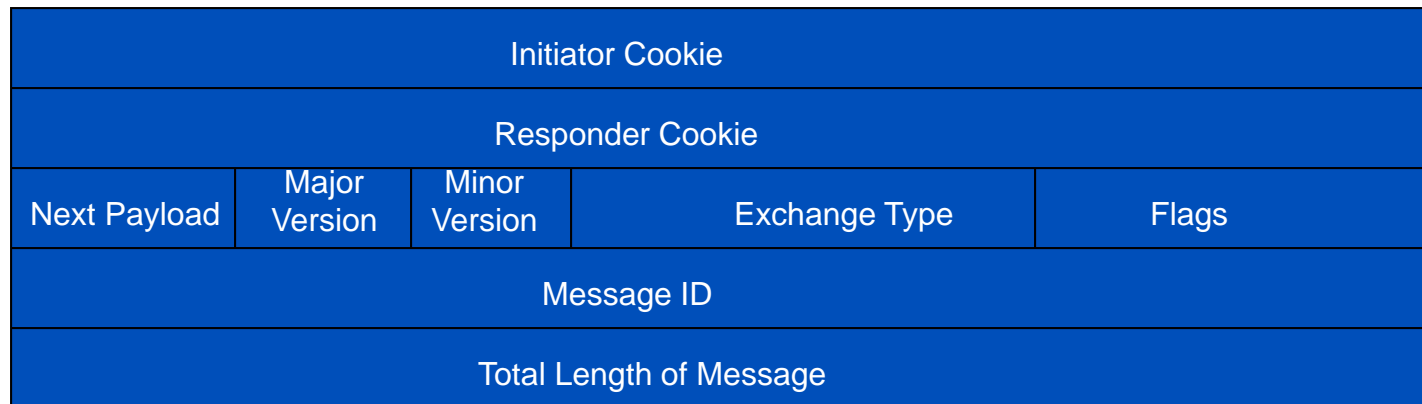 Initiator Cookie
Responder Cookie
Next Payload
Major
Version
Minor
Version
Exchange Type
Flags
Message ID
Total Length of Message